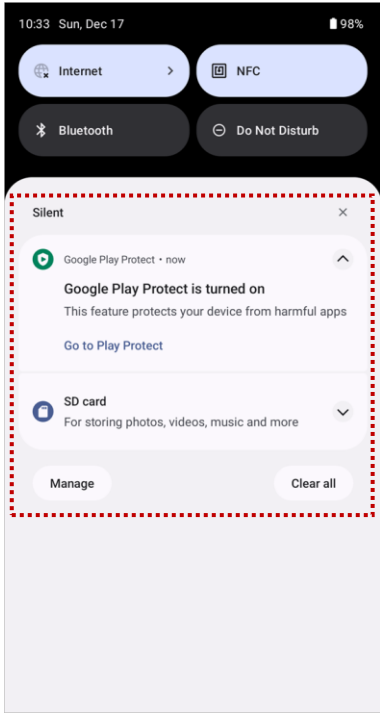 10:33 Sun, Dec 17 98%
Internet NFC
Bluetooth Do Not Disturb
Silent
Google Play Protect • now
Google Play Protect is turned on
This feature protects your device from harmful apps
Go to Play Protect
SD card
For storing photos, videos, music and more
Manage Clear all